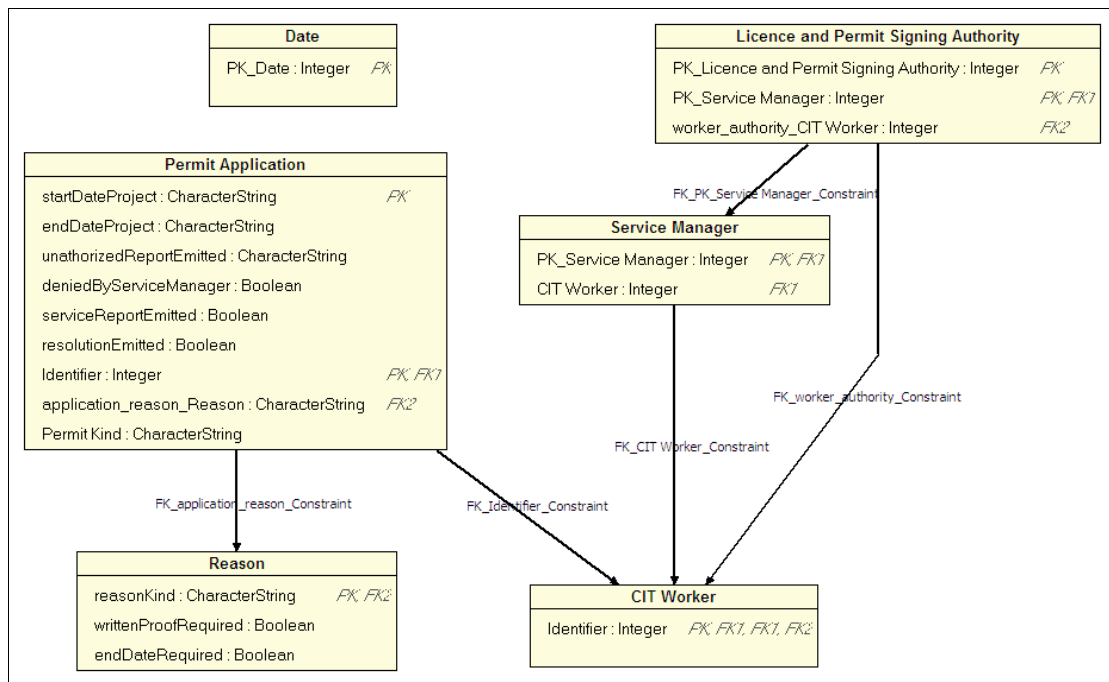 Date
PK_Date : Integer PK
Licence and Permit Signing Authority
PK_Licence and Permit Signing Authority : Integer PK
PK_Service Manager : Integer PK, FK1
worker_authority_CIT Worker : Integer FK2
Permit Application
startDateProject : CharacterString PK
endDateProject : CharacterString
unathorizedReportEmitted : CharacterString
deniedByServiceManager : Boolean
serviceReportEmitted : Boolean
resolutionEmitted : Boolean
Identifier : Integer PK, FK1
application_reason_Reason : CharacterString FK2
Permit Kind : CharacterString
FK_PK_Service Manager_Constraint
Service Manager
PK_Service Manager : Integer PK, FK1
CIT Worker : Integer FK1
FK_worker_authority_Constraint
FK_CIT Worker_Constraint
FK_application_reason_Constraint
FK_Identifier_Constraint
Reason
reasonKind : CharacterString PK, FK2
writtenProofRequired : Boolean
endDateRequired : Boolean
CIT Worker
Identifier : Integer PK, FK1, FK1, FK2